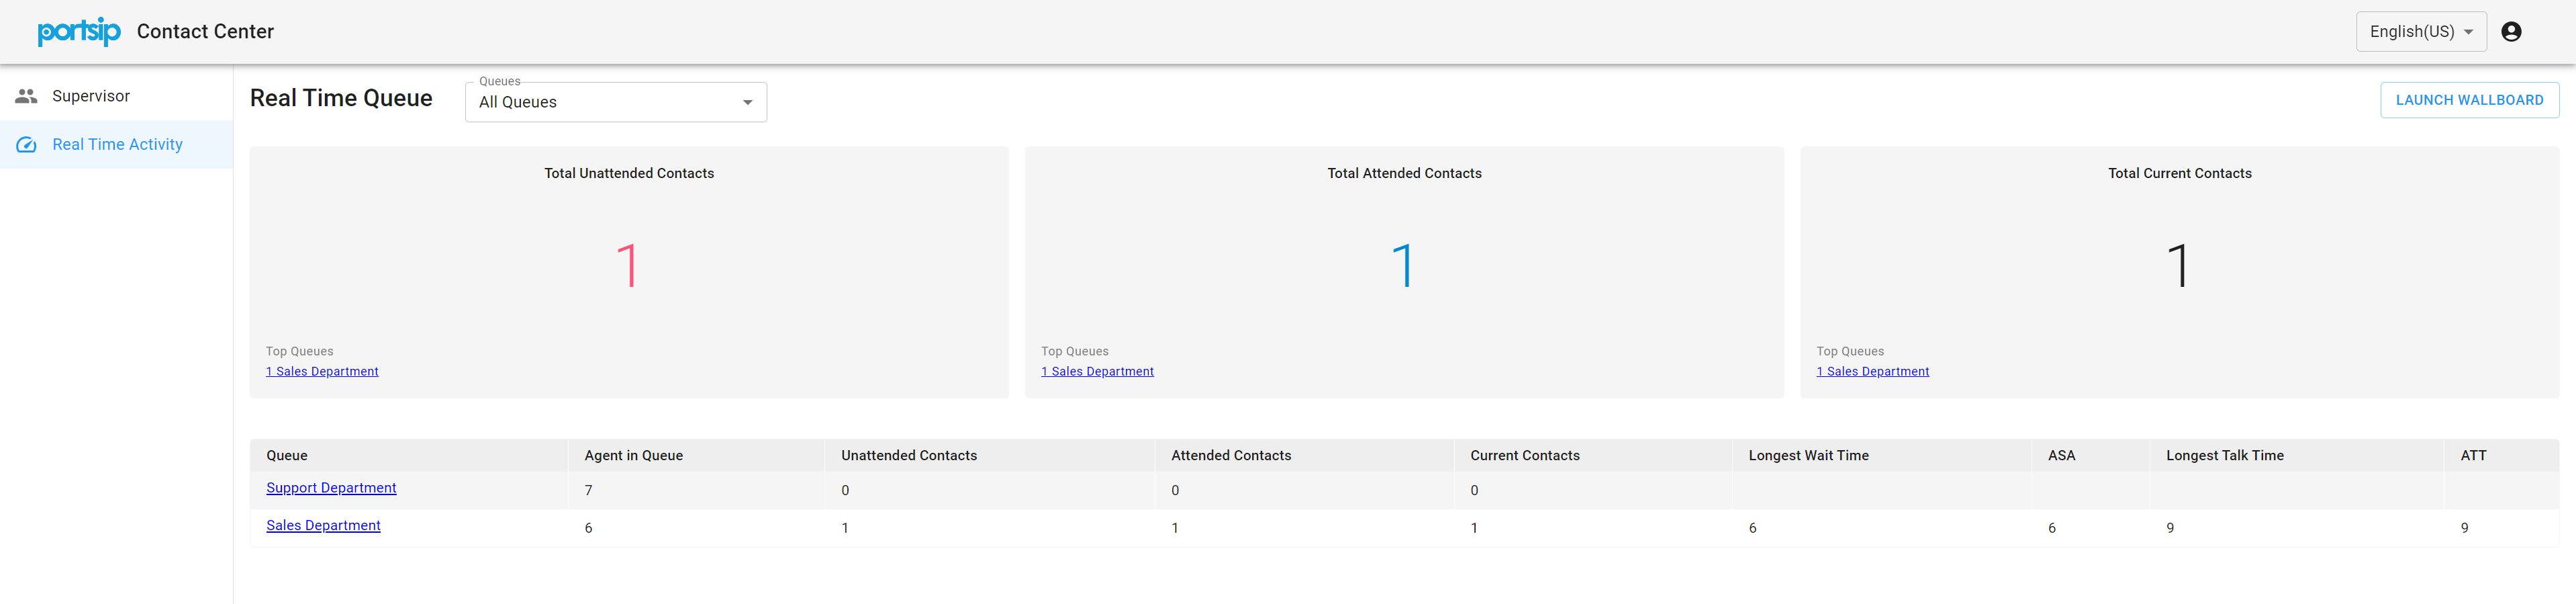 portsip Contact Center English(US)
Supervisor
Real Time Activity
Real Time Queue
Queues
All Queues
LAUNCH WALLBOARD
Total Unattended Contacts
1
Top Queues
1 Sales Department
Total Attended Contacts
1
Top Queues
1 Sales Department
Total Current Contacts
1
Top Queues
1 Sales Department
Queue Agent in Queue Unattended Contacts Attended Contacts Current Contacts Longest Wait Time ASA Longest Talk Time ATT
Support Department 7 0 0 0
Sales Department 6 1 1 1 6 6 9 9